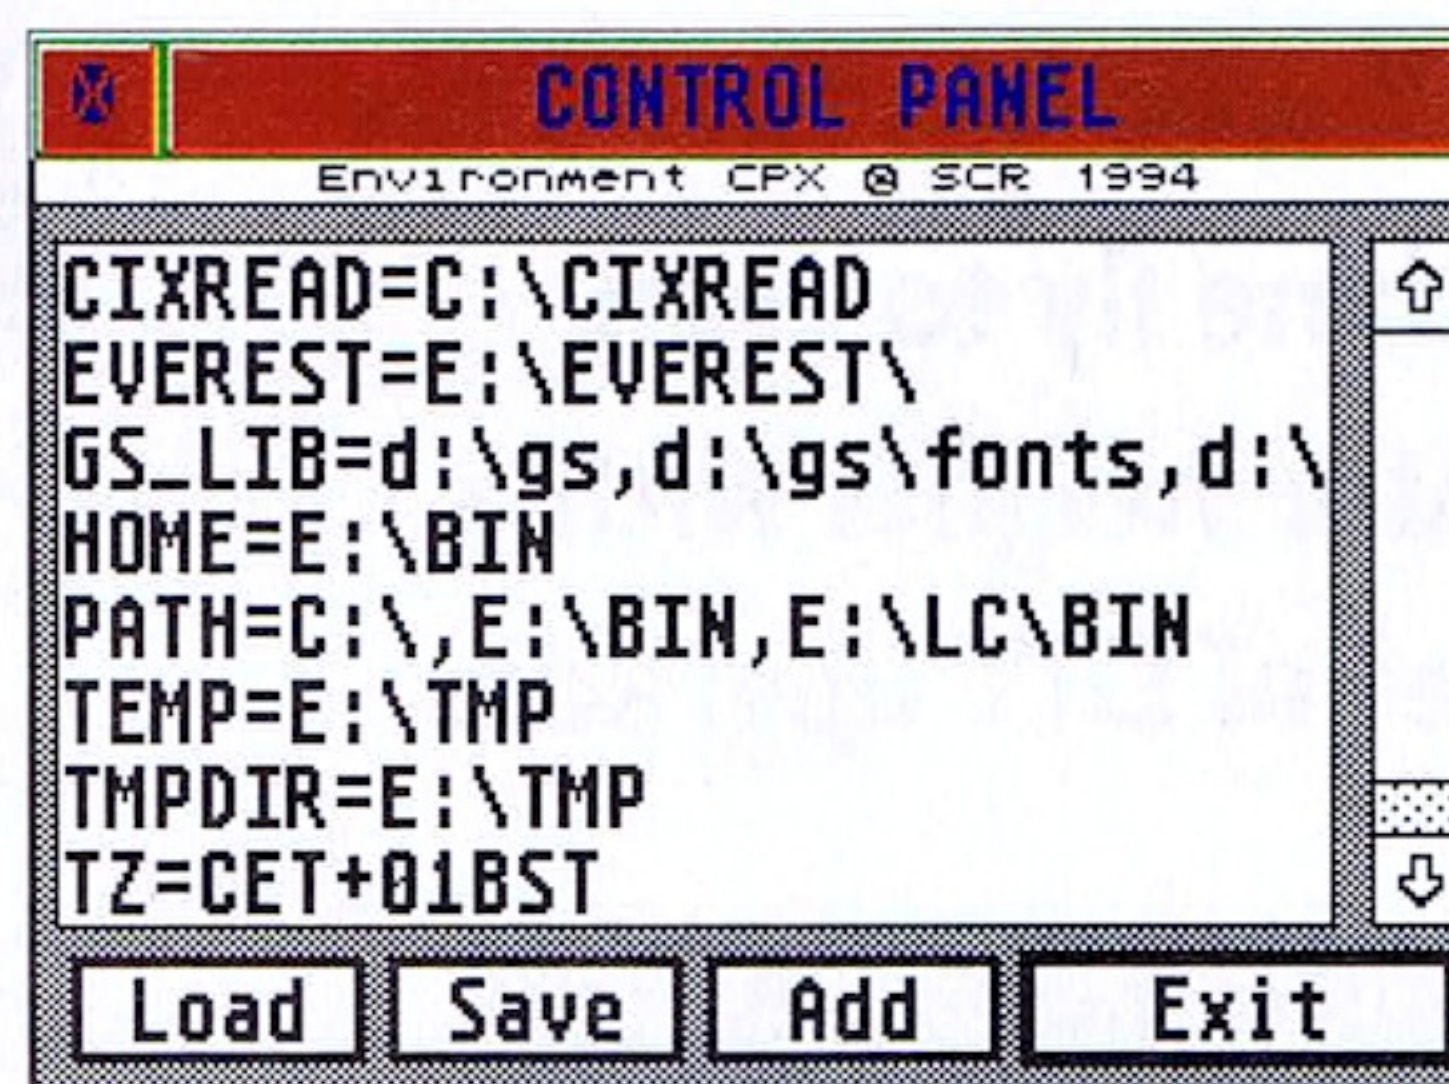 CONTROL PANEL
Environment CPX @ SCR 1994
CIXREAD=C:\CIXREAD
EVEREST=E:\EVEREST\
GS_LIB=d:\gs,d:\gs\fonts,d:\
HOME=E:\BIN
PATH=C:\,E:\BIN,E:\LC\BIN
TEMP=E:\TMP
TMPDIR=E:\TMP
TZ=CET+01BST
Load Save Add Exit